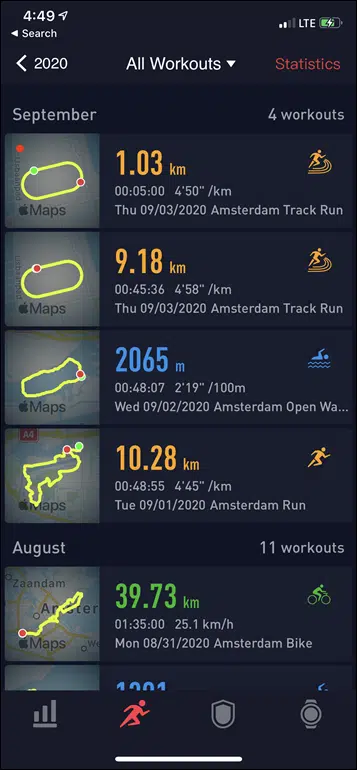 4:49
LTE
Search
2020
All Workouts
Statistics
September
4 workouts
Maps
1.03 km
00:05:00 4'50" /km
Thu 09/03/2020 Amsterdam Track Run
Maps
9.18 km
00:45:36 4'58" /km
Thu 09/03/2020 Amsterdam Track Run
Maps
2065 m
00:48:07 2'19" /100m
Wed 09/02/2020 Amsterdam Open Wa...
A4
Maps
10.28 km
00:48:55 4'45" /km
Tue 09/01/2020 Amsterdam Run
August
11 workouts
Zaandam
Maps
39.73 km
01:35:00 25.1 km/h
Mon 08/31/2020 Amsterdam Bike